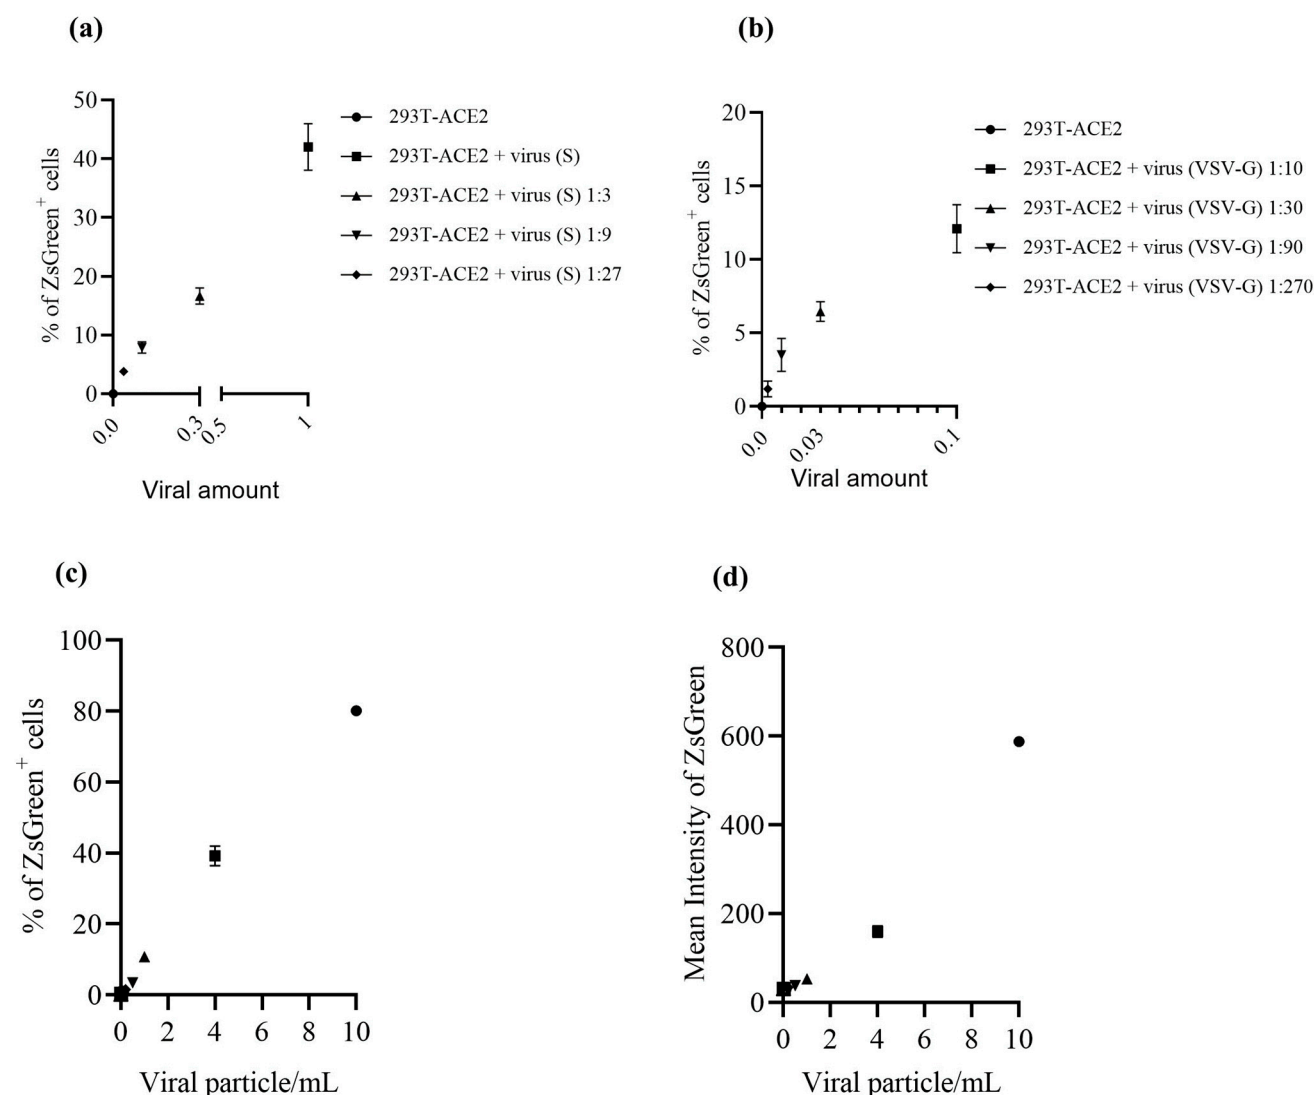 (a)
% of ZsGreen+ cells
50
40
30
20
10
0
0.0
0.3
0.5
1
Viral amount
293T-ACE2
293T-ACE2 + virus (S)
293T-ACE2 + virus (S) 1:3
293T-ACE2 + virus (S) 1:9
293T-ACE2 + virus (S) 1:27
(b)
% of ZsGreen+ cells
20
15
10
5
0
0.0
0.03
0.1
Viral amount
293T-ACE2
293T-ACE2 + virus (VSV-G) 1:10
293T-ACE2 + virus (VSV-G) 1:30
293T-ACE2 + virus (VSV-G) 1:90
293T-ACE2 + virus (VSV-G) 1:270
(c)
% of ZsGreen+ cells
100
80
60
40
20
0
0 2 4 6 8 10
Viral particle/mL
(d)
Mean Intensity of ZsGreen
800
600
400
200
0
0 2 4 6 8 10
Viral particle/mL